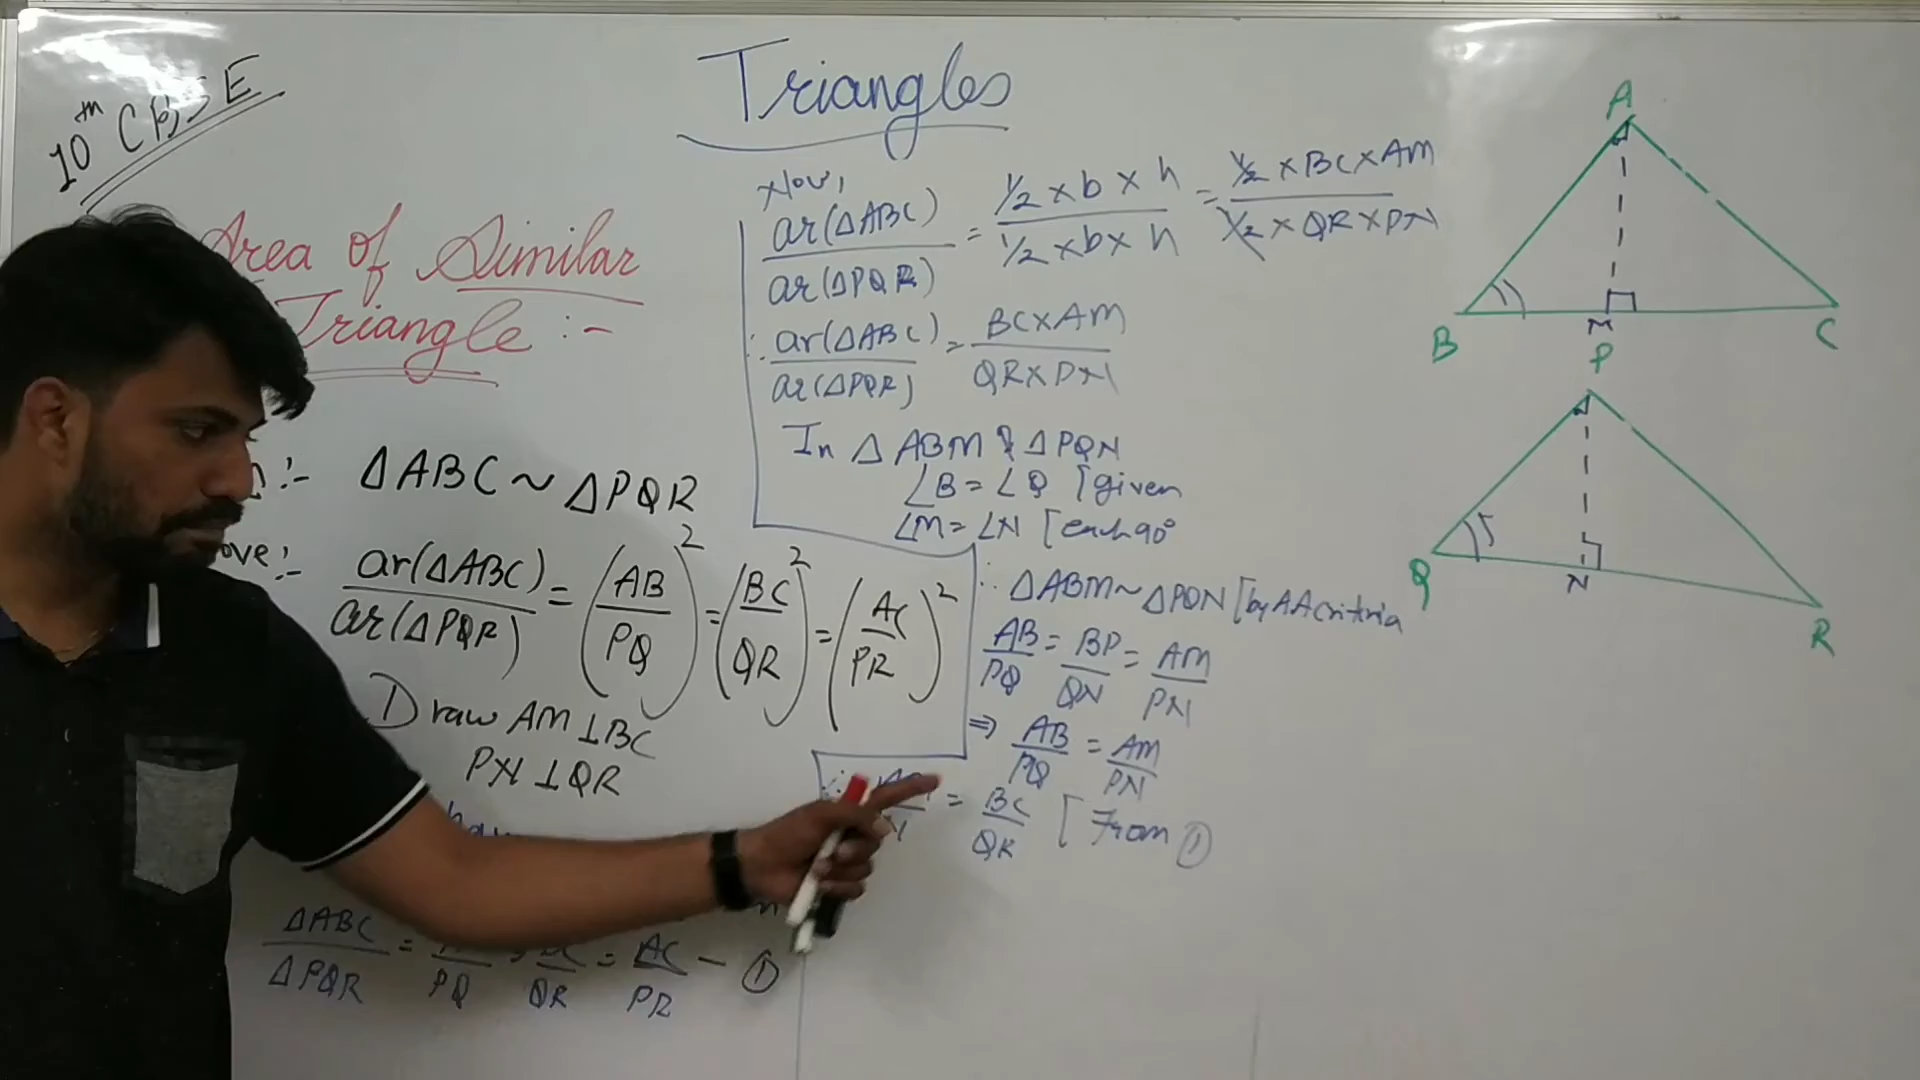 10th CBSE
Triangles
Area of Similar
Triangle :-
:- ΔABC ~ ΔPQR
ove:- ar(ΔABC)/ar(ΔPQR) = (AB/PQ)² = (BC/QR)² = (AC/PR)²
Draw AM⊥BC
PN⊥QR
ΔABC/ΔPQR = /PQ = /QR = AC/PR - ①
Now,
ar(ΔABC)/ar(ΔPQR) = 1/2×b×h / 1/2×b×h = 1/2×BC×AM / 1/2×QR×PN
∴ ar(ΔABC)/ar(ΔPQR) = BC×AM / QR×PN
In ΔABM & ΔPQN
∠B = ∠Q [given
∠M = ∠N [each 90°
∴ ΔABM ~ ΔPQN [by AA critria
AB/PQ = BP/QN = AM/PN
⇒ AB/PQ = AM/PN
= BC/QR [From ①
A
B
M
C
P
Q
N
R